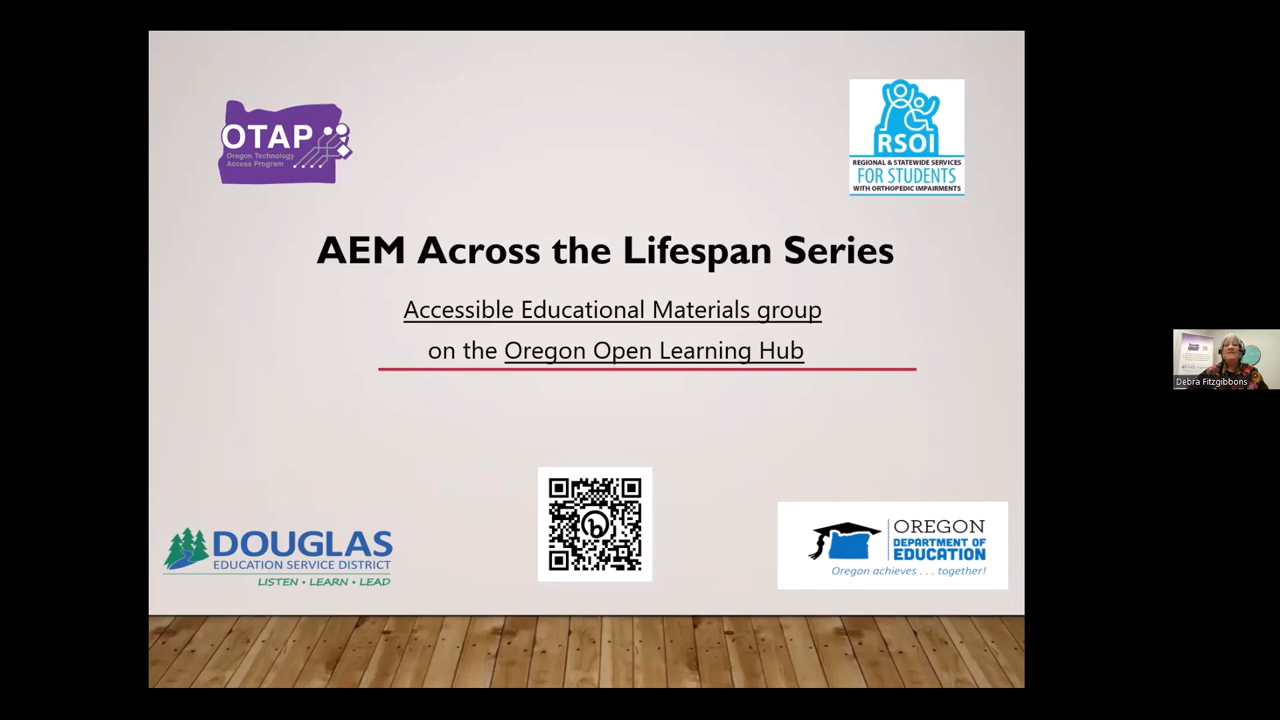 OTAP
Oregon Technology
Access Program
RSOI
REGIONAL & STATEWIDE SERVICES
FOR STUDENTS
WITH ORTHOPEDIC IMPAIRMENTS
AEM Across the Lifespan Series
Accessible Educational Materials group
on the Oregon Open Learning Hub
DOUGLAS
EDUCATION SERVICE DISTRICT
LISTEN • LEARN • LEAD
b
OREGON
DEPARTMENT OF
EDUCATION
Oregon achieves . . . together!
Debra Fitzgibbons